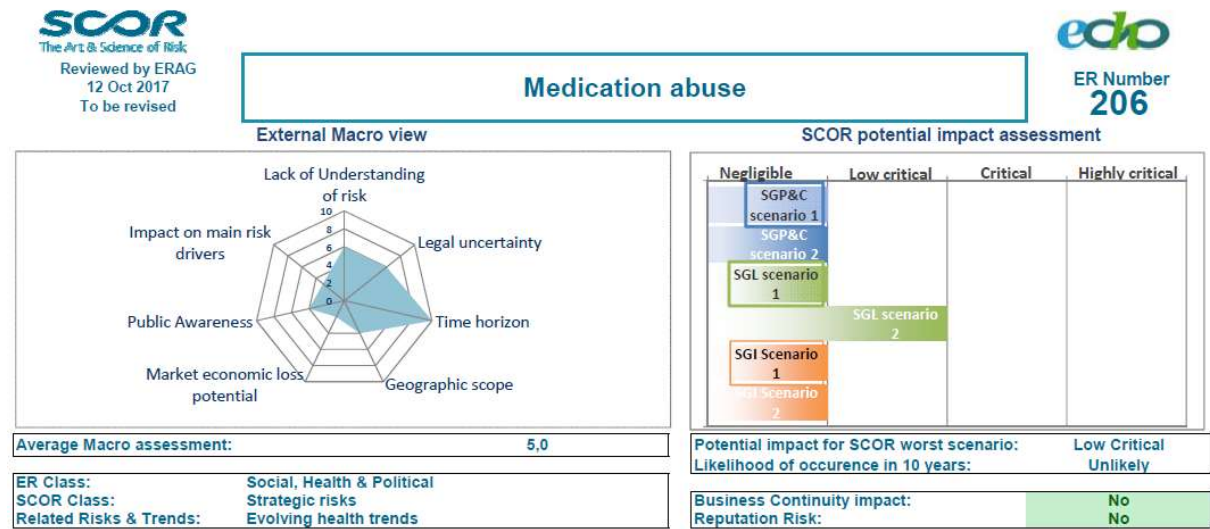 SCOR
The Art & Science of Risk
Reviewed by ERAG
12 Oct 2017
To be revised
Medication abuse
echo
ER Number
206
External Macro view
Lack of Understanding
of risk
Legal uncertainty
Time horizon
Geographic scope
Market economic loss
potential
Public Awareness
Impact on main risk
drivers
10
8
6
4
2
0
SCOR potential impact assessment
Negligible Low critical Critical Highly critical
SGP&C
scenario 1
SGP&C
scenario 2
SGL scenario
1
SGL scenario
2
SGI Scenario
1
SGI Scenario
2
Average Macro assessment: 5,0
Potential impact for SCOR worst scenario: Low Critical
Likelihood of occurence in 10 years: Unlikely
ER Class: Social, Health & Political
SCOR Class: Strategic risks
Related Risks & Trends: Evolving health trends
Business Continuity impact: No
Reputation Risk: No